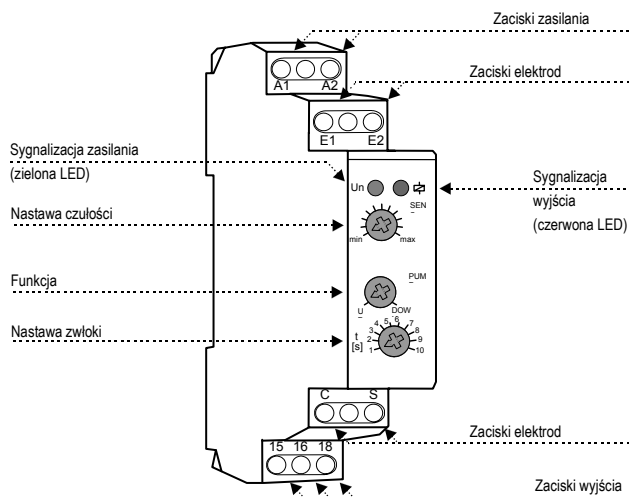 Zaciski zasilania
A1 A2
Zaciski elektrod
E1 E2
Sygnalizacja zasilania
(zielona LED)
Un
Sygnalizacja
wyjścia
(czerwona LED)
SEN
Nastawa czułości
min max
PUM
Funkcja
U DOW
Nastawa zwłoki
t
[s]
1 2 3 4 5 6 7 8 9 10
C S
Zaciski elektrod
15 16 18
Zaciski wyjścia